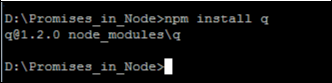 D:\Promises_in_Node>npm install q
q@1.2.0 node_modules\q
D:\Promises_in_Node>